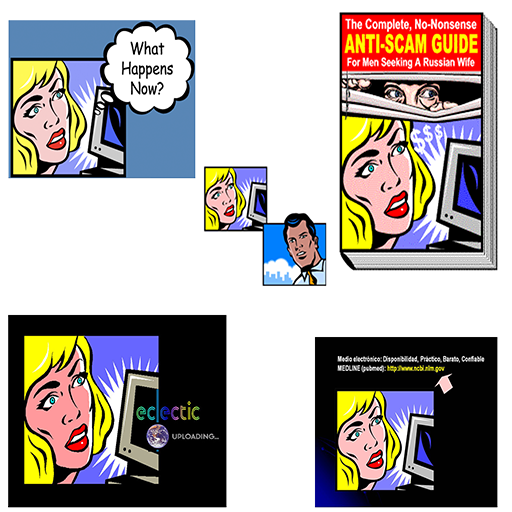 What
Happens
Now?
The Complete, No-Nonsense
ANTI-SCAM GUIDE
For Men Seeking A Russian Wife
$$$
eclectic
UPLOADING...
Medio electrónico: Disponibilidad, Práctico, Barato, Confiable
MEDLINE (pubmed): http://www.ncbi.nlm.gov